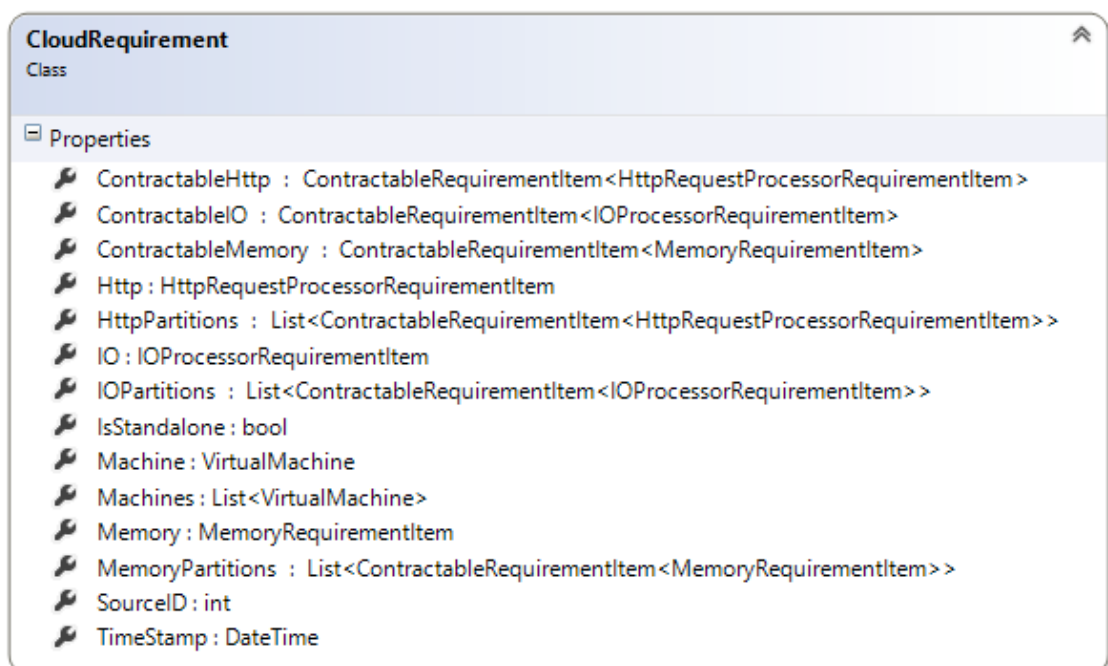 CloudRequirement
Class
Properties
ContractableHttp : ContractableRequirementItem<HttpRequestProcessorRequirementItem>
ContractableIO : ContractableRequirementItem<IOProcessorRequirementItem>
ContractableMemory : ContractableRequirementItem<MemoryRequirementItem>
Http : HttpRequestProcessorRequirementItem
HttpPartitions : List<ContractableRequirementItem<HttpRequestProcessorRequirementItem>>
IO : IOProcessorRequirementItem
IOPartitions : List<ContractableRequirementItem<IOProcessorRequirementItem>>
IsStandalone : bool
Machine : VirtualMachine
Machines : List<VirtualMachine>
Memory : MemoryRequirementItem
MemoryPartitions : List<ContractableRequirementItem<MemoryRequirementItem>>
SourceID : int
TimeStamp : DateTime